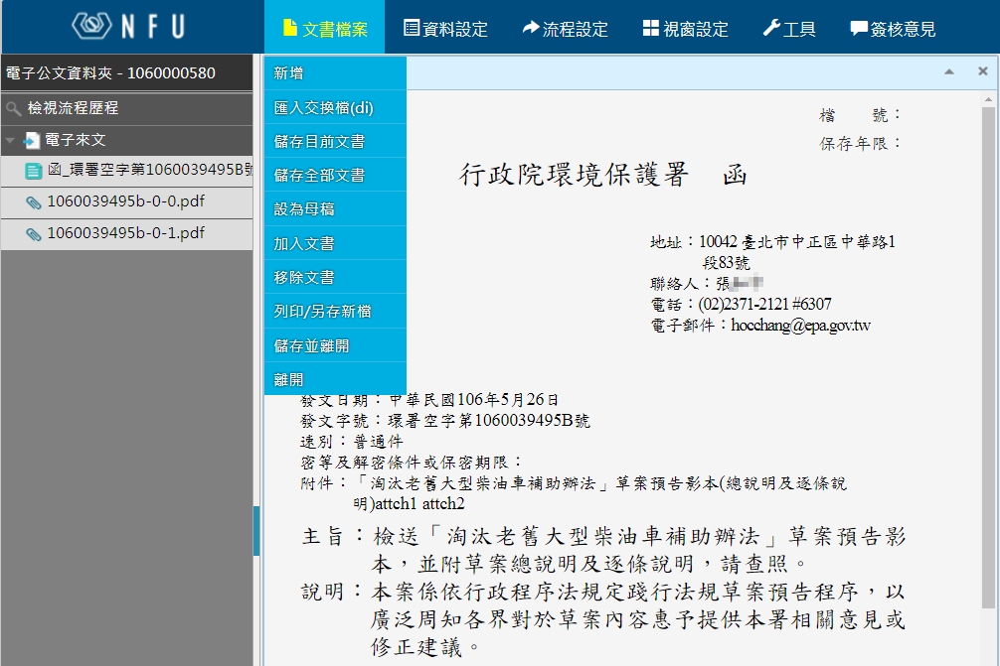 NFU
文書檔案
資料設定
流程設定
視窗設定
工具
簽核意見
電子公文資料夾 - 1060000580
檢視流程歷程
電子來文
函_環署空字第1060039495B號
1060039495b-0-0.pdf
1060039495b-0-1.pdf
新增
匯入交換檔(di)
儲存目前文書
儲存全部文書
設為母稿
加入文書
移除文書
列印/另存新檔
儲存並離開
離開
檔　　號：
保存年限：
行政院環境保護署　函
地址：10042 臺北市中正區中華路1
段83號
聯絡人：張
電話：(02)2371-2121 #6307
電子郵件：hocchang@epa.gov.tw
發文日期：中華民國106年5月26日
發文字號：環署空字第1060039495B號
速別：普通件
密等及解密條件或保密期限：
附件：「淘汰老舊大型柴油車補助辦法」草案預告影本(總說明及逐條說
明)attch1 attch2
主旨：檢送「淘汰老舊大型柴油車補助辦法」草案預告影
本，並附草案總說明及逐條說明，請查照。
說明：本案係依行政程序法規定踐行法規草案預告程序，以
廣泛周知各界對於草案內容惠予提供本署相關意見或
修正建議。